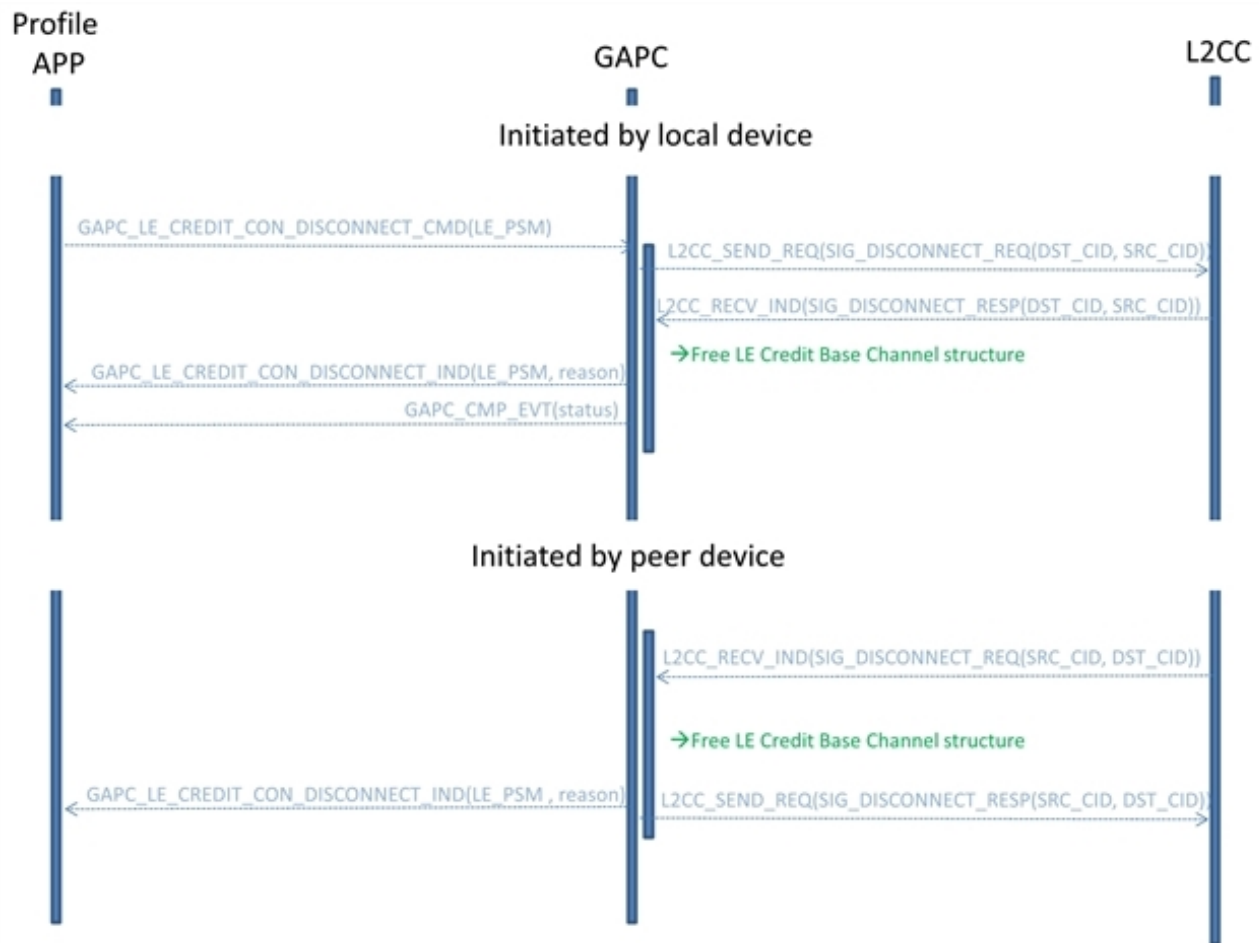 Profile
APP
GAPC
L2CC
Initiated by local device
GAPC_LE_CREDIT_CON_DISCONNECT_CMD(LE_PSM)
L2CC_SEND_REQ(SIG_DISCONNECT_REQ(DST_CID, SRC_CID))
L2CC_RECV_IND(SIG_DISCONNECT_RESP(DST_CID, SRC_CID))
→Free LE Credit Base Channel structure
GAPC_LE_CREDIT_CON_DISCONNECT_IND(LE_PSM, reason)
GAPC_CMP_EVT(status)
Initiated by peer device
L2CC_RECV_IND(SIG_DISCONNECT_REQ(SRC_CID, DST_CID))
→Free LE Credit Base Channel structure
GAPC_LE_CREDIT_CON_DISCONNECT_IND(LE_PSM , reason)
L2CC_SEND_REQ(SIG_DISCONNECT_RESP(SRC_CID, DST_CID))